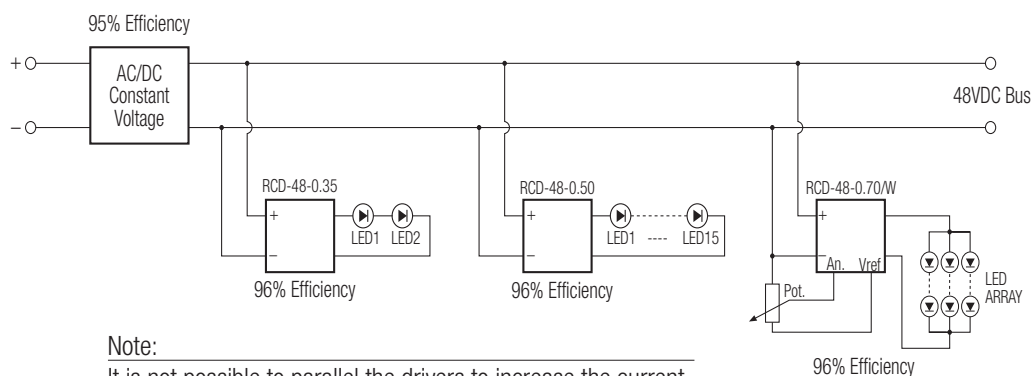 95% Efficiency
+
AC/DC
Constant
Voltage
–
48VDC Bus
RCD-48-0.35
+
–
LED1 LED2
96% Efficiency
RCD-48-0.50
+
–
LED1 ---- LED15
96% Efficiency
RCD-48-0.70/W
+
–
An. Vref
Pot.
LED
ARRAY
96% Efficiency
Note:
It is not possible to parallel the drivers to increase the current